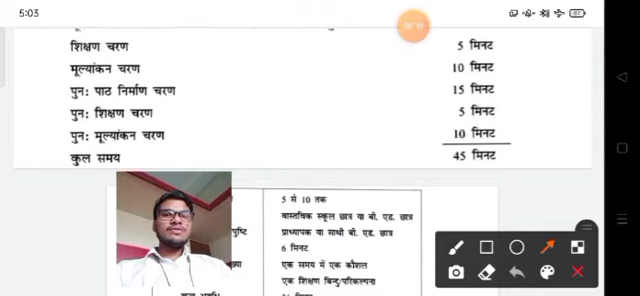 5:03
87
शिक्षण चरण 5 मिनट
मूल्यांकन चरण 10 मिनट
पुनः पाठ निर्माण चरण 15 मिनट
पुनः शिक्षण चरण 5 मिनट
पुनः मूल्यांकन चरण 10 मिनट
कुल समय 45 मिनट
5 से 10 तक
वास्तविक स्कूल छात्र या बी. एड. छात्र
पुष्टि प्राध्यापक या साथी बी. एड. छात्र
6 मिनट
एक समय में एक कौशल
एक शिक्षण बिन्दु/परिकल्पना